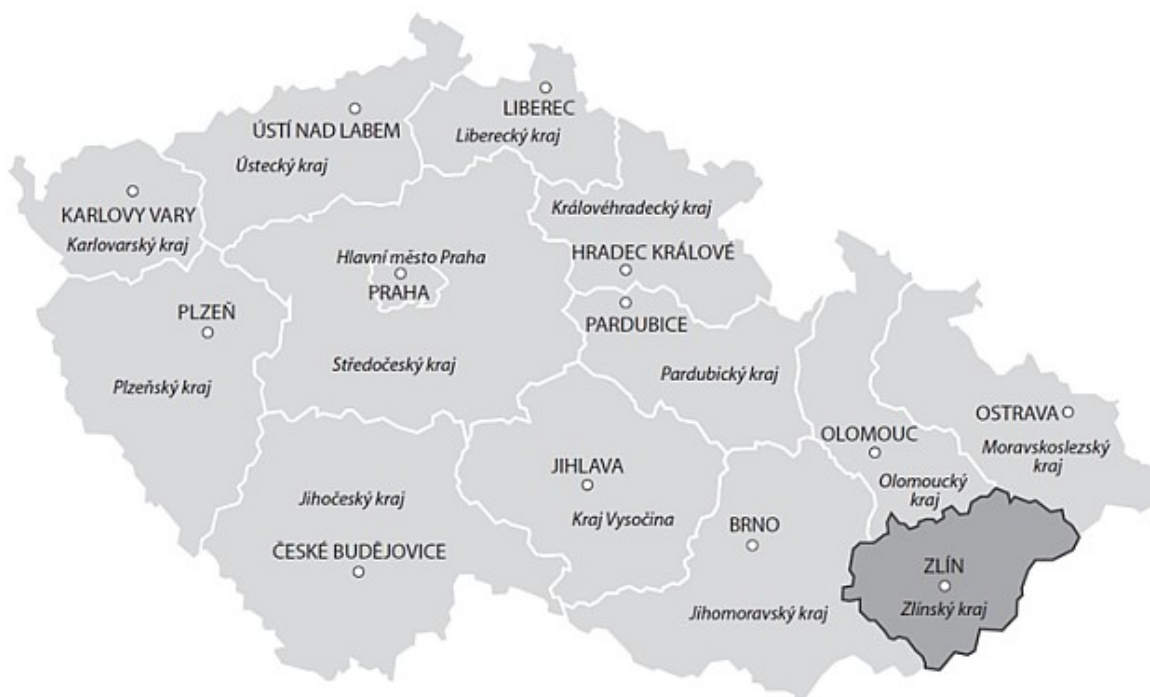 LIBEREC
Liberecký kraj
ÚSTÍ NAD LABEM
Ústecký kraj
KARLOVY VARY
Karlovarský kraj
Královéhradecký kraj
HRADEC KRÁLOVÉ
Hlavní město Praha
PRAHA
PLZEŇ
Plzeňský kraj
Středočeský kraj
PARDUBICE
Pardubický kraj
OSTRAVA
Moravskoslezský
kraj
OLOMOUC
Olomoucký
kraj
JIHLAVA
Kraj Vysočina
Jihočeský kraj
ČESKÉ BUDĚJOVICE
BRNO
Jihomoravský kraj
ZLÍN
Zlínský kraj